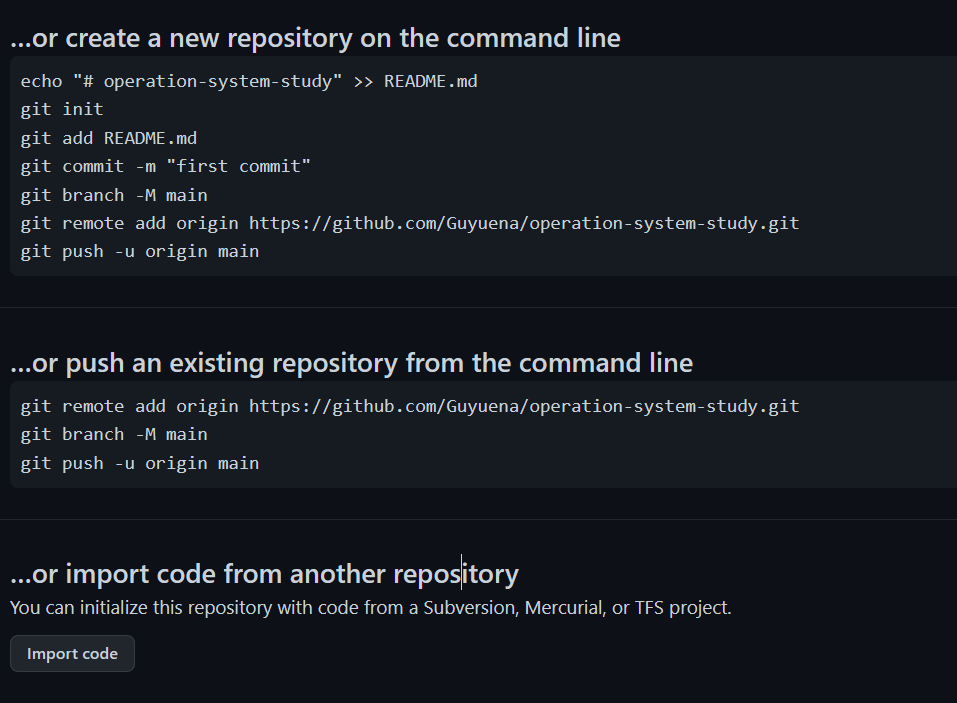 ...or create a new repository on the command line
echo "# operation-system-study" >> README.md
git init
git add README.md
git commit -m "first commit"
git branch -M main
git remote add origin https://github.com/Guyuena/operation-system-study.git
git push -u origin main
...or push an existing repository from the command line
git remote add origin https://github.com/Guyuena/operation-system-study.git
git branch -M main
git push -u origin main
...or import code from another repository
You can initialize this repository with code from a Subversion, Mercurial, or TFS project.
Import code